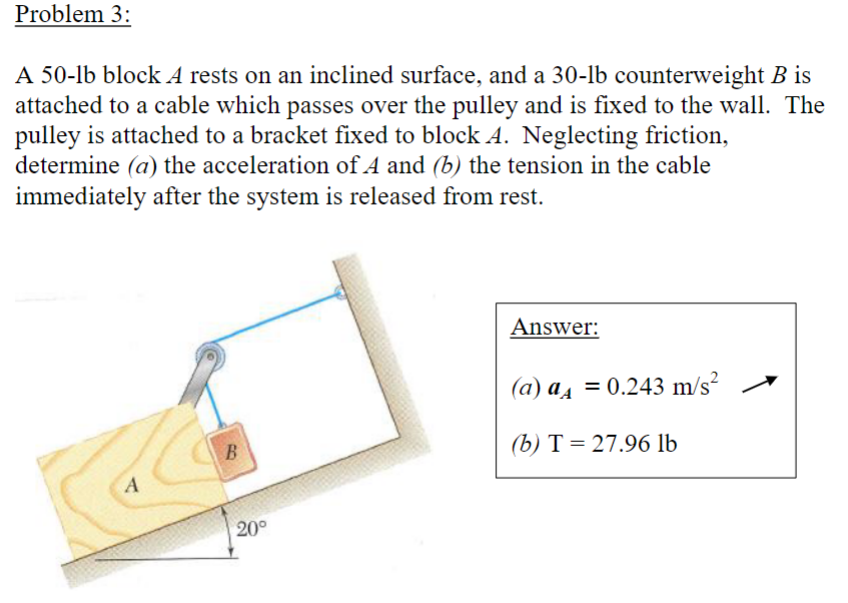 Problem 3:
A 50-lb block A rests on an inclined surface, and a 30-lb counterweight B is
attached to a cable which passes over the pulley and is fixed to the wall. The
pulley is attached to a bracket fixed to block A. Neglecting friction,
determine (a) the acceleration of A and (b) the tension in the cable
immediately after the system is released from rest.
Answer:
(a) a_A = 0.243 m/s²
(b) T = 27.96 lb
B
A
20°